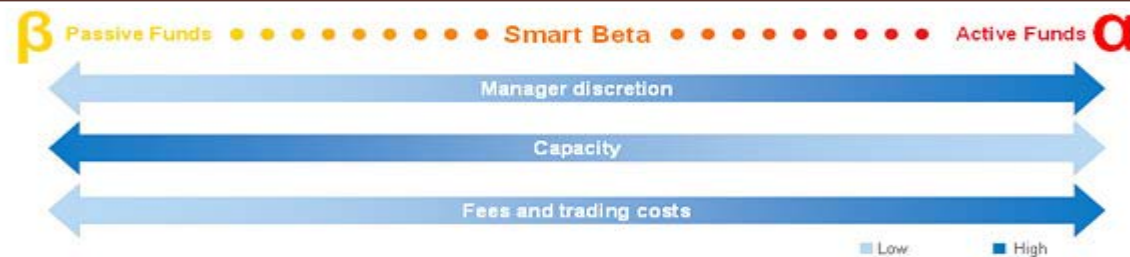 β Passive Funds Smart Beta Active Funds α
Manager discretion
Capacity
Fees and trading costs
Low High